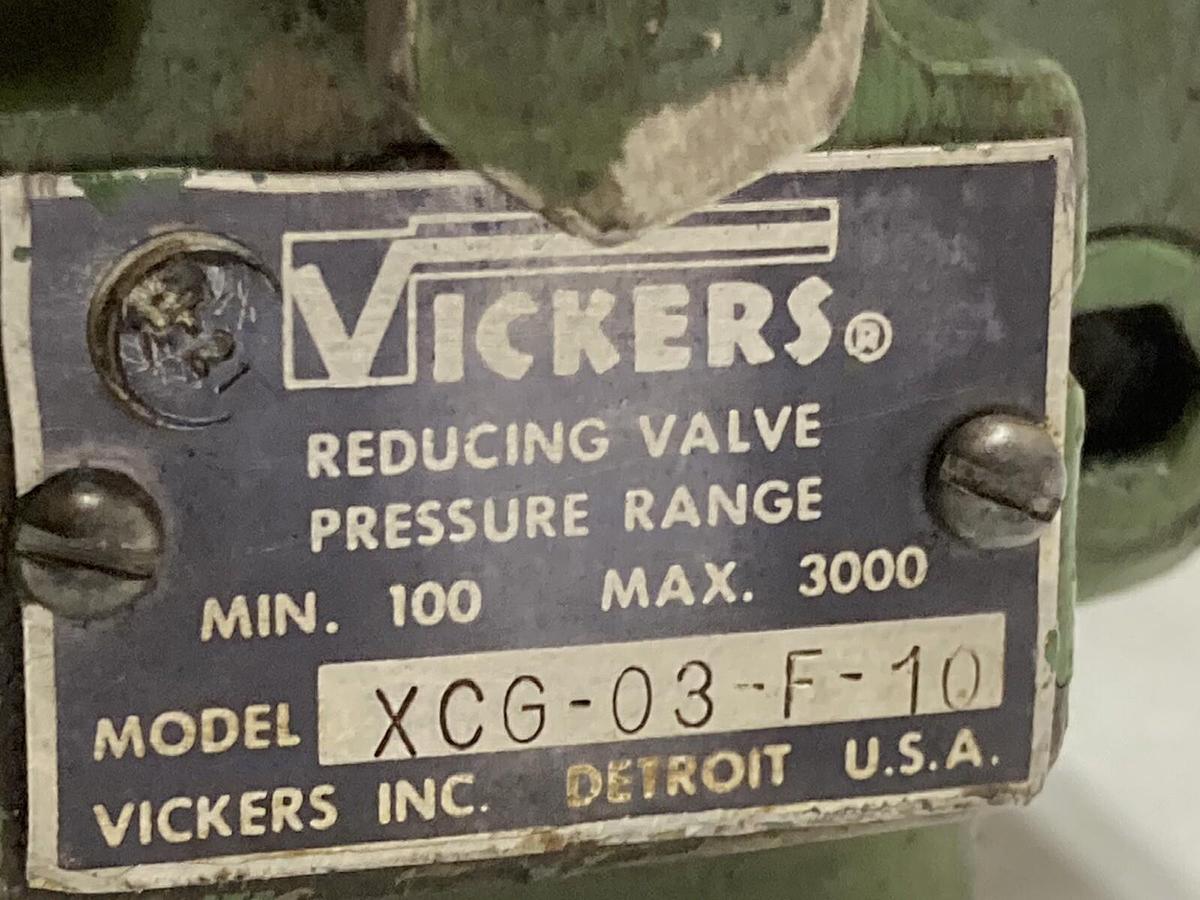 VICKERS®
REDUCING VALVE
PRESSURE RANGE
MIN. 100 MAX. 3000
MODEL XCG-03-F-10
VICKERS INC. DETROIT U.S.A.